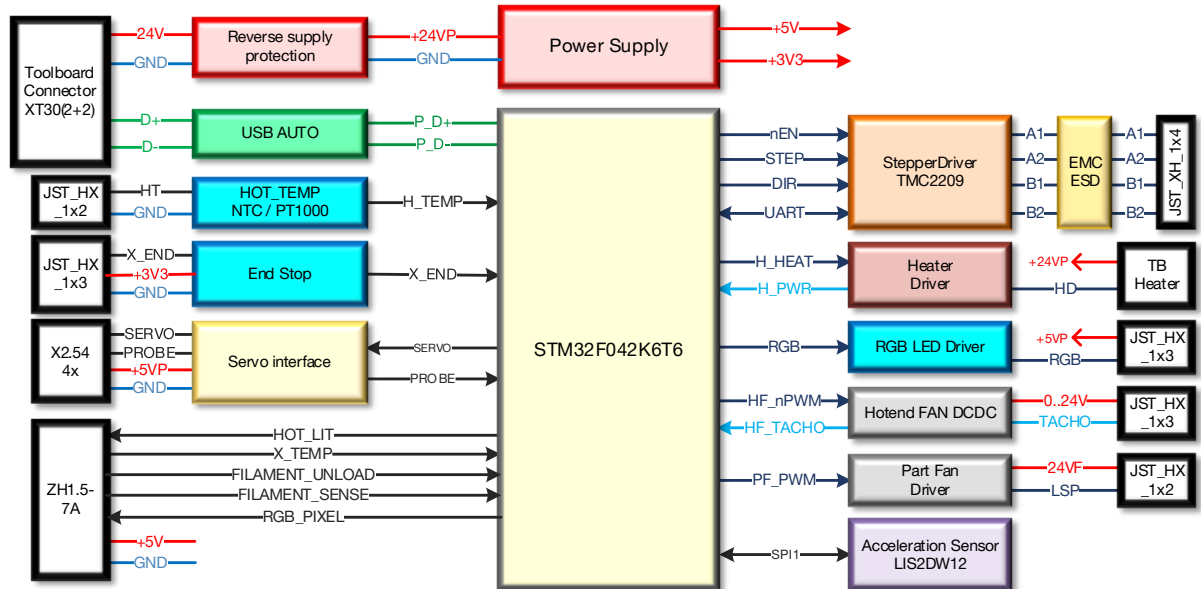 Toolboard
Connector
XT30(2+2)
24V
GND
Reverse supply
protection
+24VP
GND
Power Supply
+5V
+3V3
D+
D-
USB AUTO
P_D+
P_D-
JST_HX
_1x2
HT
GND
HOT_TEMP
NTC / PT1000
H_TEMP
JST_HX
_1x3
X_END
+3V3
GND
End Stop
X_END
X2.54
4x
SERVO
PROBE
+5VP
GND
Servo interface
SERVO
PROBE
ZH1.5-
7A
HOT_LIT
X_TEMP
FILAMENT_UNLOAD
FILAMENT_SENSE
RGB_PIXEL
+5V
GND
STM32F042K6T6
nEN
STEP
DIR
UART
StepperDriver
TMC2209
A1
A2
B1
B2
EMC
ESD
A1
A2
B1
B2
JST_XH_1x4
H_HEAT
H_PWR
Heater
Driver
+24VP
HD
TB
Heater
RGB
RGB LED Driver
+5VP
RGB
JST_HX
_1x3
HF_nPWM
HF_TACHO
Hotend FAN DCDC
0..24V
TACHO
JST_HX
_1x3
PF_PWM
Part Fan
Driver
24VF
LSP
JST_HX
_1x2
SPI1
Acceleration Sensor
LIS2DW12